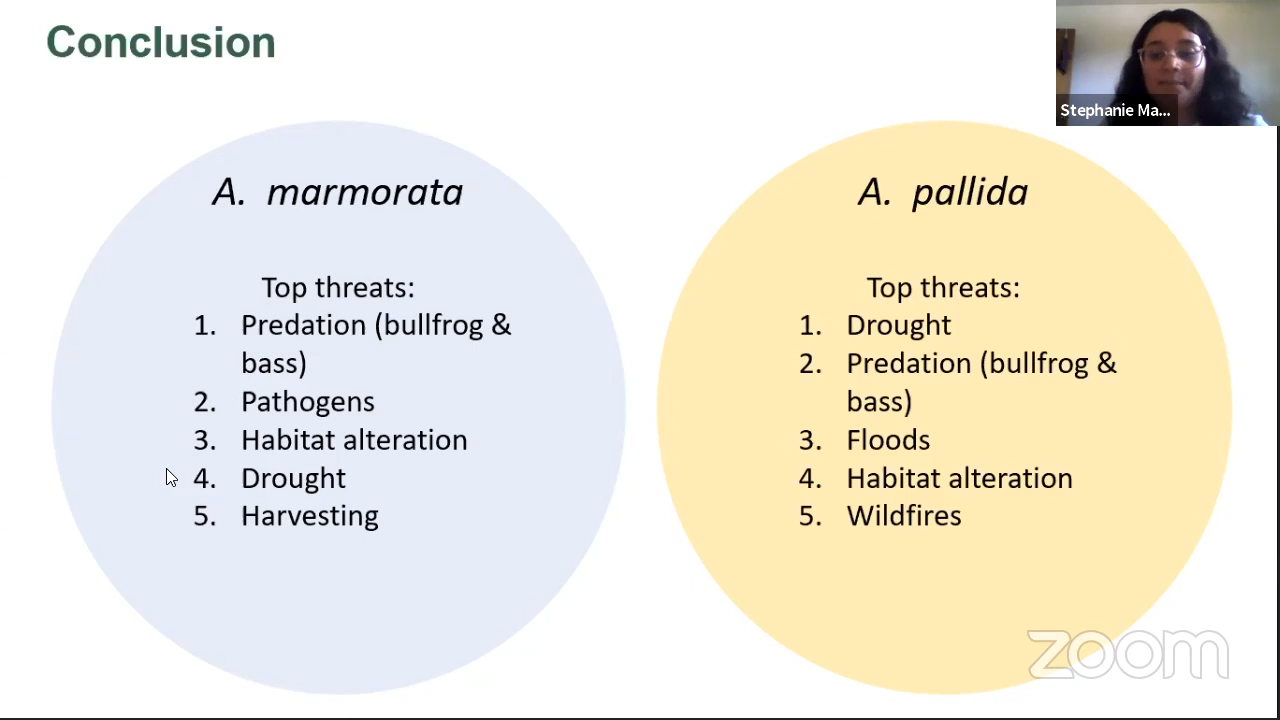 Conclusion
Stephanie Ma...
A. marmorata
Top threats:
1. Predation (bullfrog &
bass)
2. Pathogens
3. Habitat alteration
4. Drought
5. Harvesting
A. pallida
Top threats:
1. Drought
2. Predation (bullfrog &
bass)
3. Floods
4. Habitat alteration
5. Wildfires
zoom